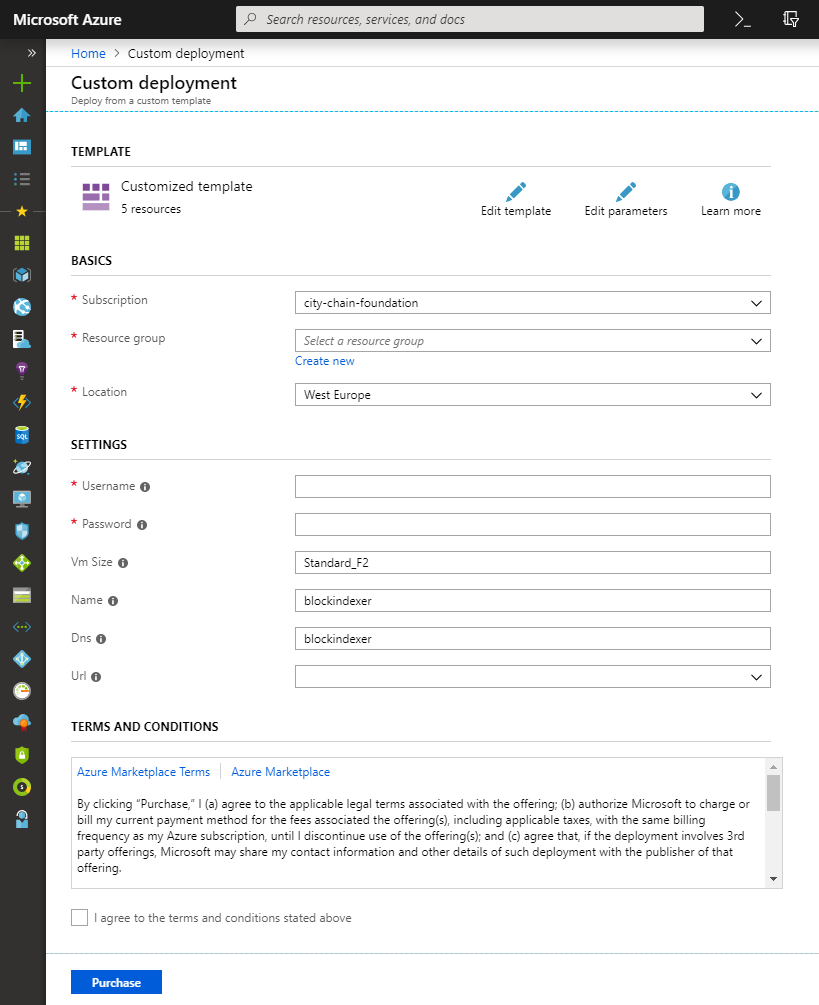 Microsoft Azure
Search resources, services, and docs
Home > Custom deployment
Custom deployment
Deploy from a custom template
TEMPLATE
Customized template
5 resources
Edit template
Edit parameters
Learn more
BASICS
* Subscription
city-chain-foundation
* Resource group
Select a resource group
Create new
* Location
West Europe
SETTINGS
* Username
* Password
Vm Size
Standard_F2
Name
blockindexer
Dns
blockindexer
Url
TERMS AND CONDITIONS
Azure Marketplace Terms | Azure Marketplace
By clicking “Purchase,” I (a) agree to the applicable legal terms associated with the offering; (b) authorize Microsoft to charge or
bill my current payment method for the fees associated the offering(s), including applicable taxes, with the same billing
frequency as my Azure subscription, until I discontinue use of the offering(s); and (c) agree that, if the deployment involves 3rd
party offerings, Microsoft may share my contact information and other details of such deployment with the publisher of that
offering.
I agree to the terms and conditions stated above
Purchase